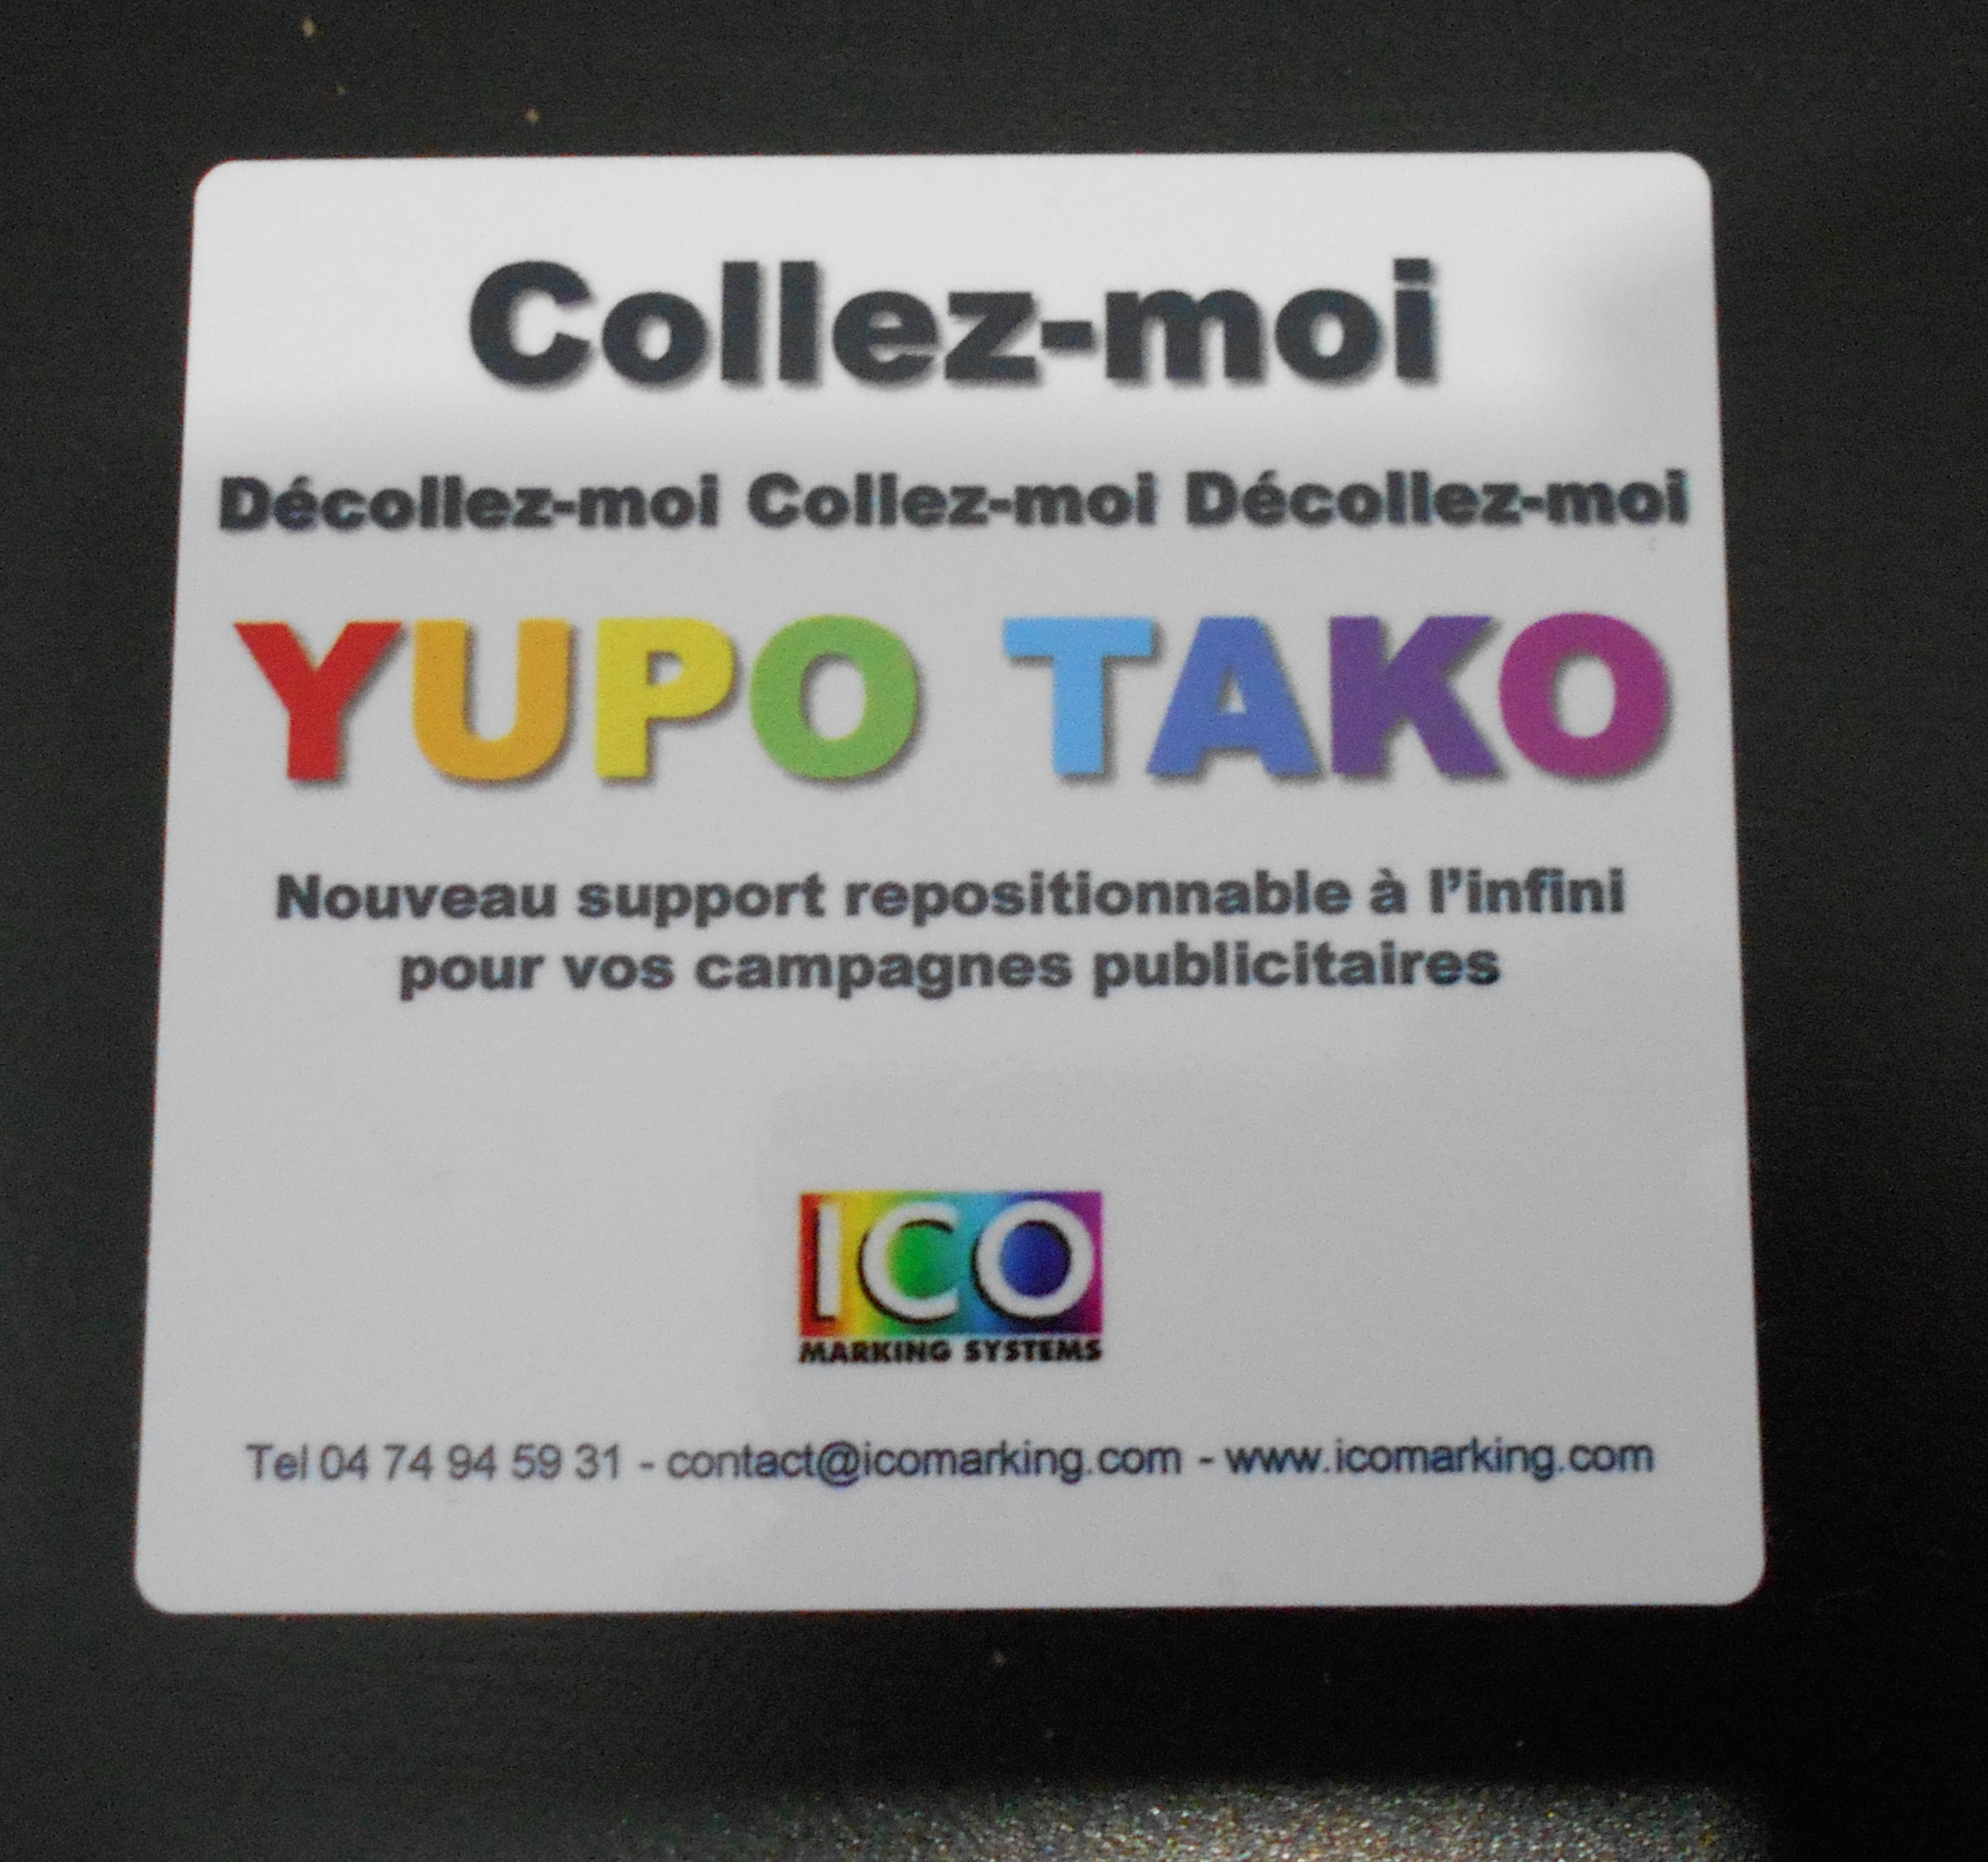 Collez-moi
Décollez-moi Collez-moi Décollez-moi
YUPO TAKO
Nouveau support repositionnable à l'infini
pour vos campagnes publicitaires
ICO
MARKING SYSTEMS
Tel 04 74 94 59 31 - contact@icomarking.com - www.icomarking.com